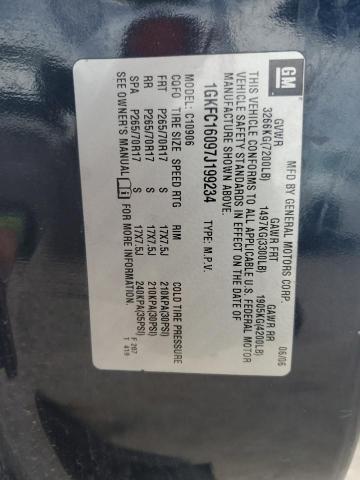 GM
MFD BY GENERAL MOTORS CORP.
06/06
GVWR GAWR FRT GAWR RR
3266KG(7200LB) 1497KG(3300LB) 1905KG(4200LB)
THIS VEHICLE CONFORMS TO ALL APPLICABLE U.S. FEDERAL MOTOR
VEHICLE SAFETY STANDARDS IN EFFECT ON THE DATE OF
MANUFACTURE SHOWN ABOVE.
1GKFC16097J199234 TYPE: M.P.V.
MODEL: C10906
CQFO TIRE SIZE SPEED RTG RIM COLD TIRE PRESSURE
FRT P265/70R17 S 17X7.5J 210KPA(30PSI)
RR P265/70R17 S 17X7.5J 210KPA(30PSI)
SPA P265/70R17 S 17X7.5J 240KPA(35PSI)
SEE OWNER'S MANUAL i FOR MORE INFORMATION.
F 207
T 419